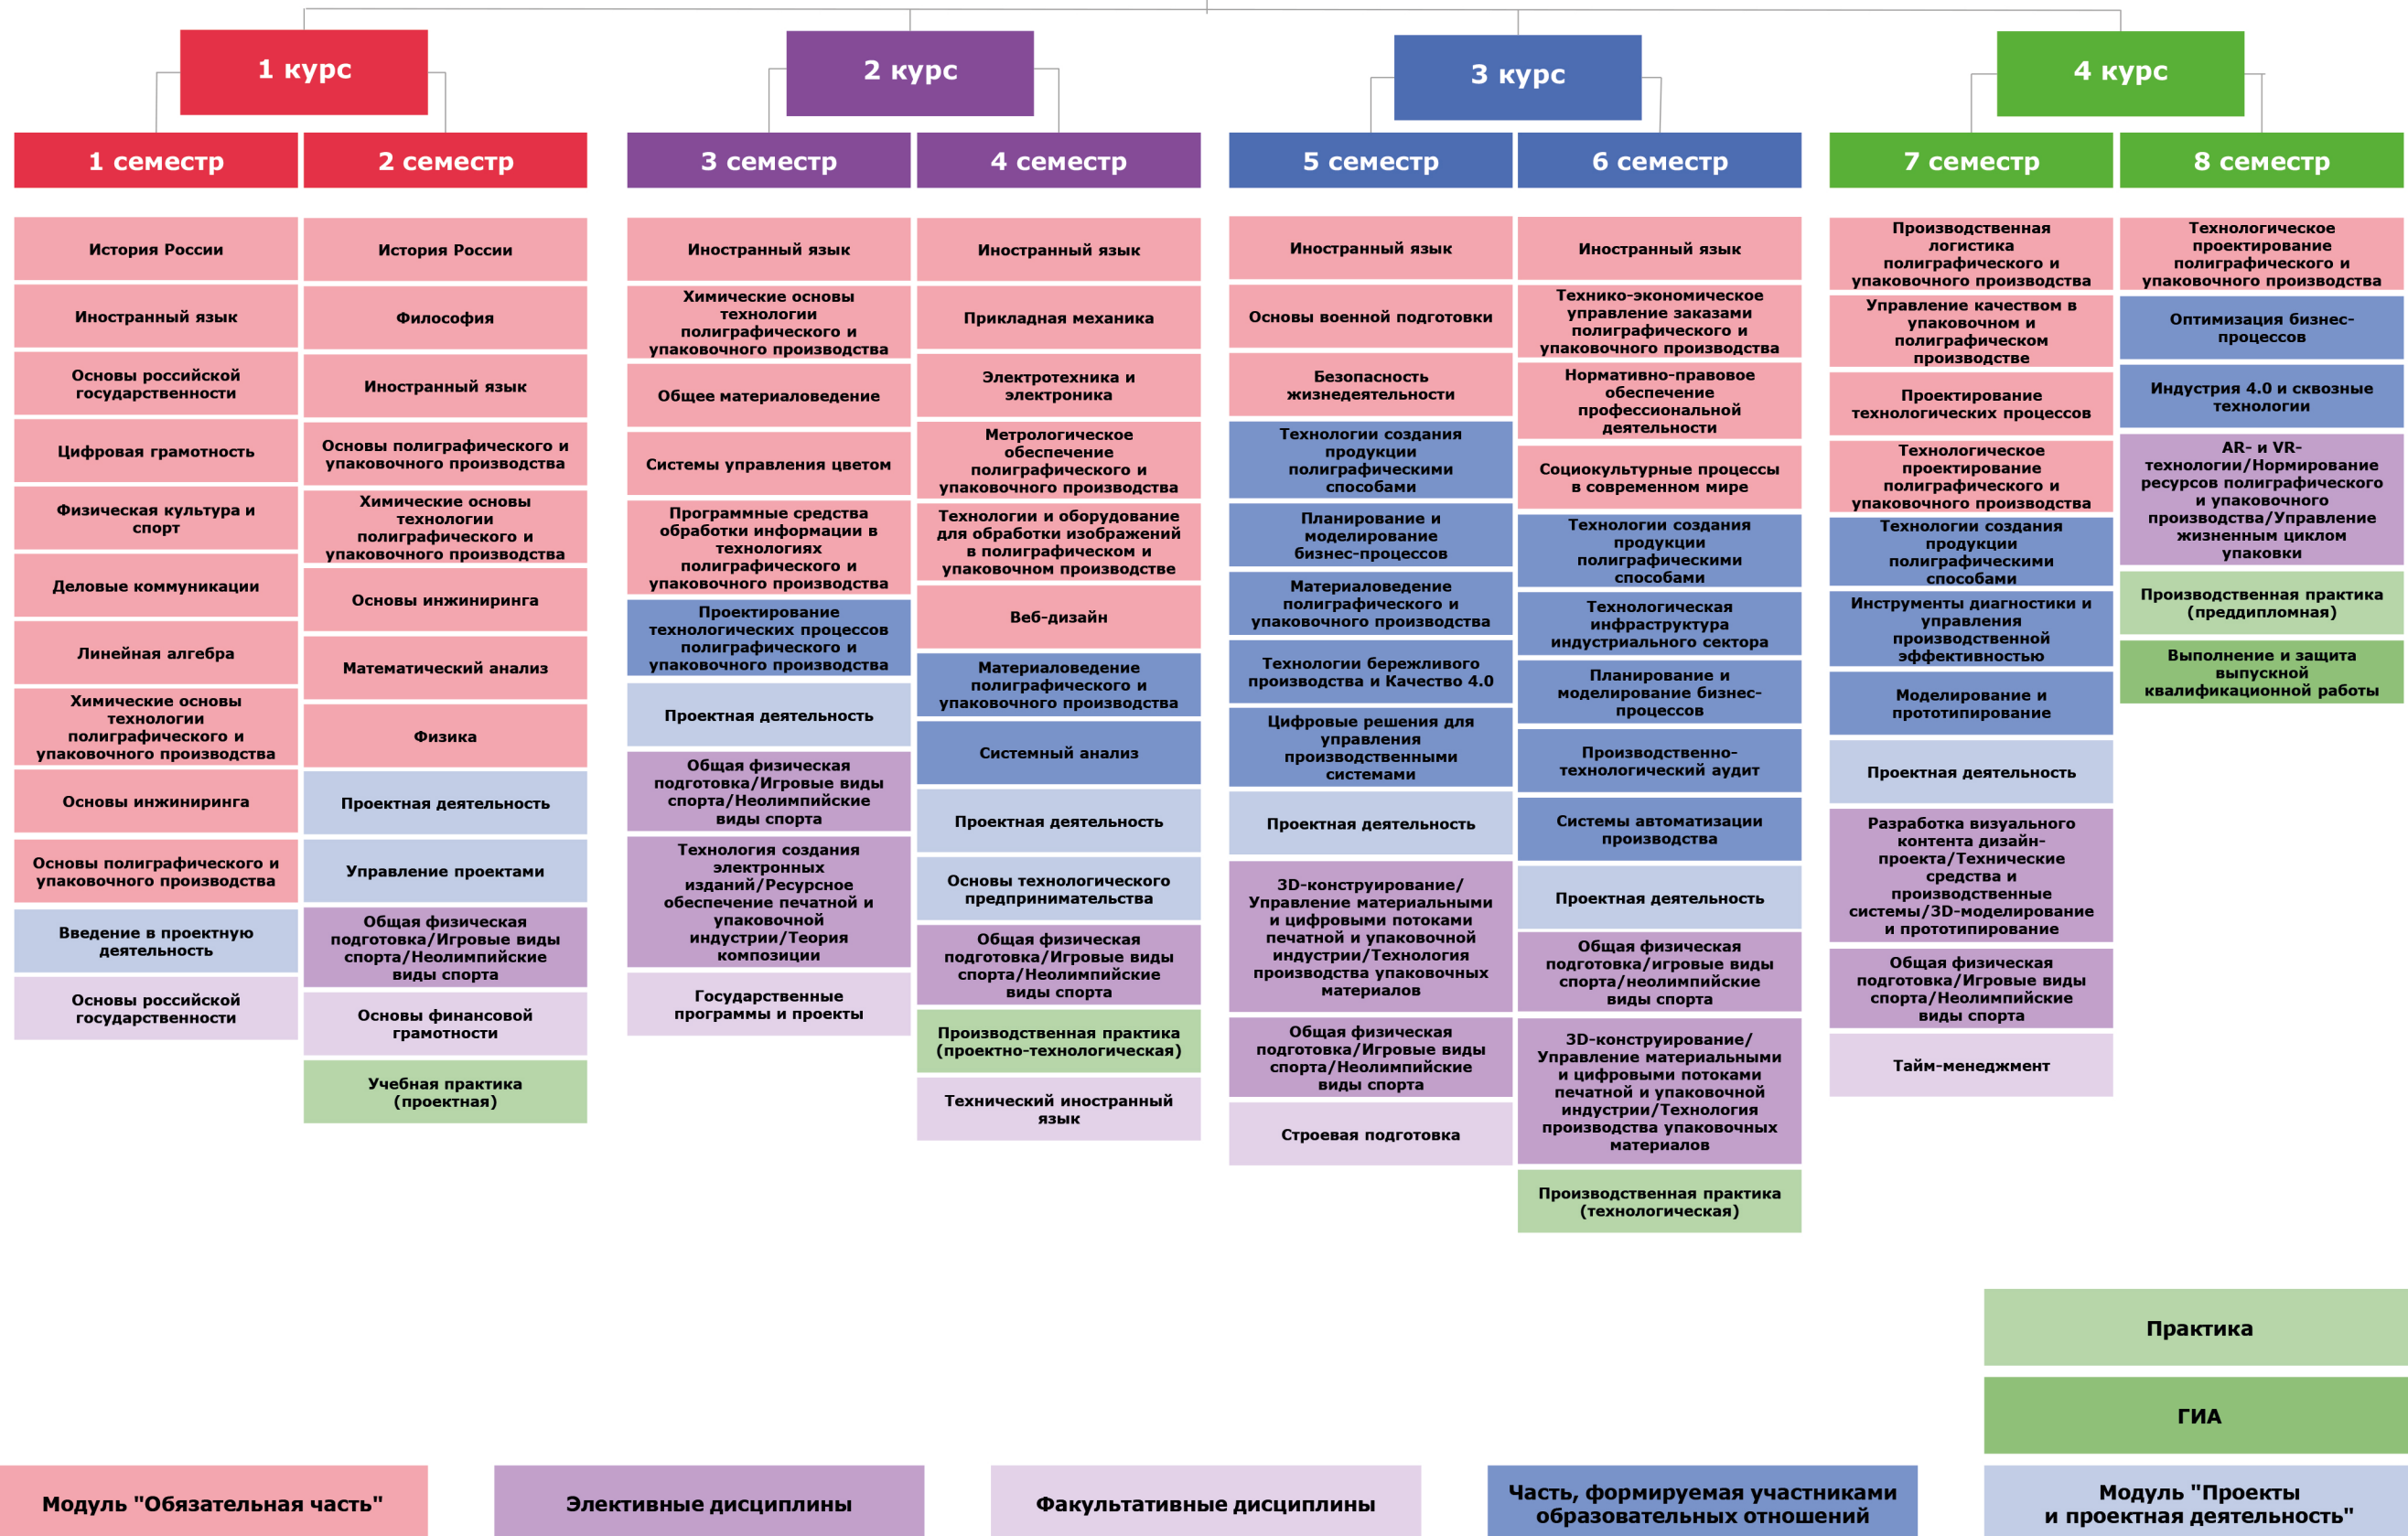 1 курс
1 семестр
2 семестр
История России
Иностранный язык
Основы российской
государственности
Цифровая грамотность
Физическая культура и
спорт
Деловые коммуникации
Линейная алгебра
Химические основы
технологии
полиграфического и
упаковочного производства
Основы инжиниринга
Основы полиграфического и
упаковочного производства
Введение в проектную
деятельность
Основы российской
государственности
История России
Философия
Иностранный язык
Основы полиграфического и
упаковочного производства
Химические основы
технологии
полиграфического и
упаковочного производства
Основы инжиниринга
Математический анализ
Физика
Проектная деятельность
Управление проектами
Общая физическая
подготовка/Игровые виды
спорта/Неолимпийские
виды спорта
Основы финансовой
грамотности
Учебная практика
(проектная)
2 курс
3 семестр
4 семестр
Иностранный язык
Химические основы
технологии
полиграфического и
упаковочного производства
Общее материаловедение
Системы управления цветом
Программные средства
обработки информации в
технологиях
полиграфического и
упаковочного производства
Проектирование
технологических процессов
полиграфического и
упаковочного производства
Проектная деятельность
Общая физическая
подготовка/Игровые виды
спорта/Неолимпийские
виды спорта
Технология создания
электронных
изданий/Ресурсное
обеспечение печатной и
упаковочной
индустрии/Теория
композиции
Государственные
программы и проекты
Иностранный язык
Прикладная механика
Электротехника и
электроника
Метрологическое
обеспечение
полиграфического и
упаковочного производства
Технологии и оборудование
для обработки изображений
в полиграфическом и
упаковочном производстве
Веб-дизайн
Материаловедение
полиграфического и
упаковочного производства
Системный анализ
Проектная деятельность
Основы технологического
предпринимательства
Общая физическая
подготовка/Игровые виды
спорта/Неолимпийские
виды спорта
Производственная практика
(проектно-технологическая)
Технический иностранный
язык
3 курс
5 семестр
6 семестр
Иностранный язык
Основы военной подготовки
Безопасность
жизнедеятельности
Технологии создания
продукции
полиграфическими
способами
Планирование и
моделирование
бизнес-процессов
Материаловедение
полиграфического и
упаковочного производства
Технологии бережливого
производства и Качество 4.0
Цифровые решения для
управления
производственными
системами
Проектная деятельность
3D-конструирование/
Управление материальными
и цифровыми потоками
печатной и упаковочной
индустрии/Технология
производства упаковочных
материалов
Общая физическая
подготовка/Игровые виды
спорта/Неолимпийские
виды спорта
Строевая подготовка
Иностранный язык
Технико-экономическое
управление заказами
полиграфического и
упаковочного производства
Нормативно-правовое
обеспечение
профессиональной
деятельности
Социокультурные процессы
в современном мире
Технологии создания
продукции
полиграфическими
способами
Технологическая
инфраструктура
индустриального сектора
Планирование и
моделирование бизнес-
процессов
Производственно-
технологический аудит
Системы автоматизации
производства
Проектная деятельность
Общая физическая
подготовка/игровые виды
спорта/неолимпийские
виды спорта
3D-конструирование/
Управление материальными
и цифровыми потоками
печатной и упаковочной
индустрии/Технология
производства упаковочных
материалов
Производственная практика
(технологическая)
4 курс
7 семестр
8 семестр
Производственная
логистика
полиграфического и
упаковочного производства
Управление качеством в
упаковочном и
полиграфическом
производстве
Проектирование
технологических процессов
Технологическое
проектирование
полиграфического и
упаковочного производства
Технологии создания
продукции
полиграфическими
способами
Инструменты диагностики и
управления
производственной
эффективностью
Моделирование и
прототипирование
Проектная деятельность
Разработка визуального
контента дизайн-
проекта/Технические
средства и
производственные
системы/3D-моделирование
и прототипирование
Общая физическая
подготовка/Игровые виды
спорта/Неолимпийские
виды спорта
Тайм-менеджмент
Технологическое
проектирование
полиграфического и
упаковочного производства
Оптимизация бизнес-
процессов
Индустрия 4.0 и сквозные
технологии
AR- и VR-
технологии/Нормирование
ресурсов полиграфического
и упаковочного
производства/Управление
жизненным циклом
упаковки
Производственная практика
(преддипломная)
Выполнение и защита
выпускной
квалификационной работы
Практика
ГИА
Модуль "Обязательная часть"
Элективные дисциплины
Факультативные дисциплины
Часть, формируемая участниками
образовательных отношений
Модуль "Проекты
и проектная деятельность"